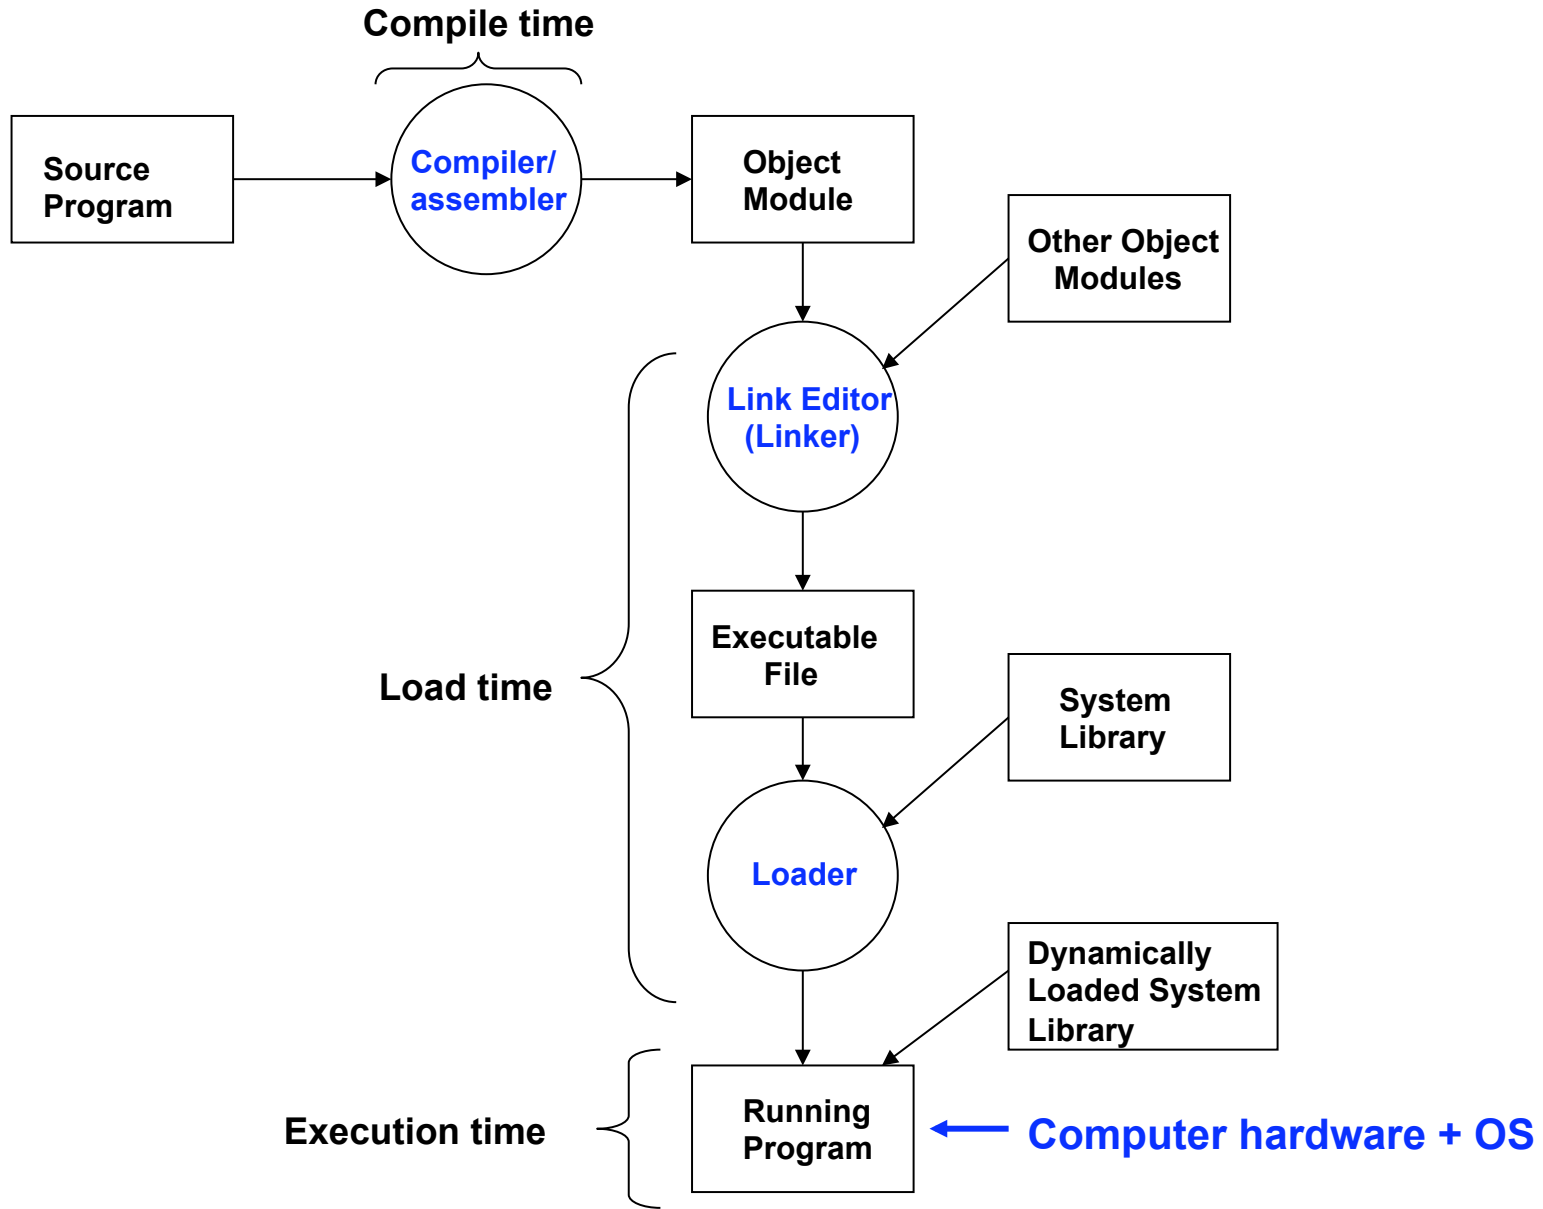 Compile time
Source
Program
Compiler/
assembler
Object
Module
Other Object
Modules
Link Editor
(Linker)
Executable
File
Load time
System
Library
Loader
Dynamically
Loaded System
Library
Execution time
Running
Program
Computer hardware + OS